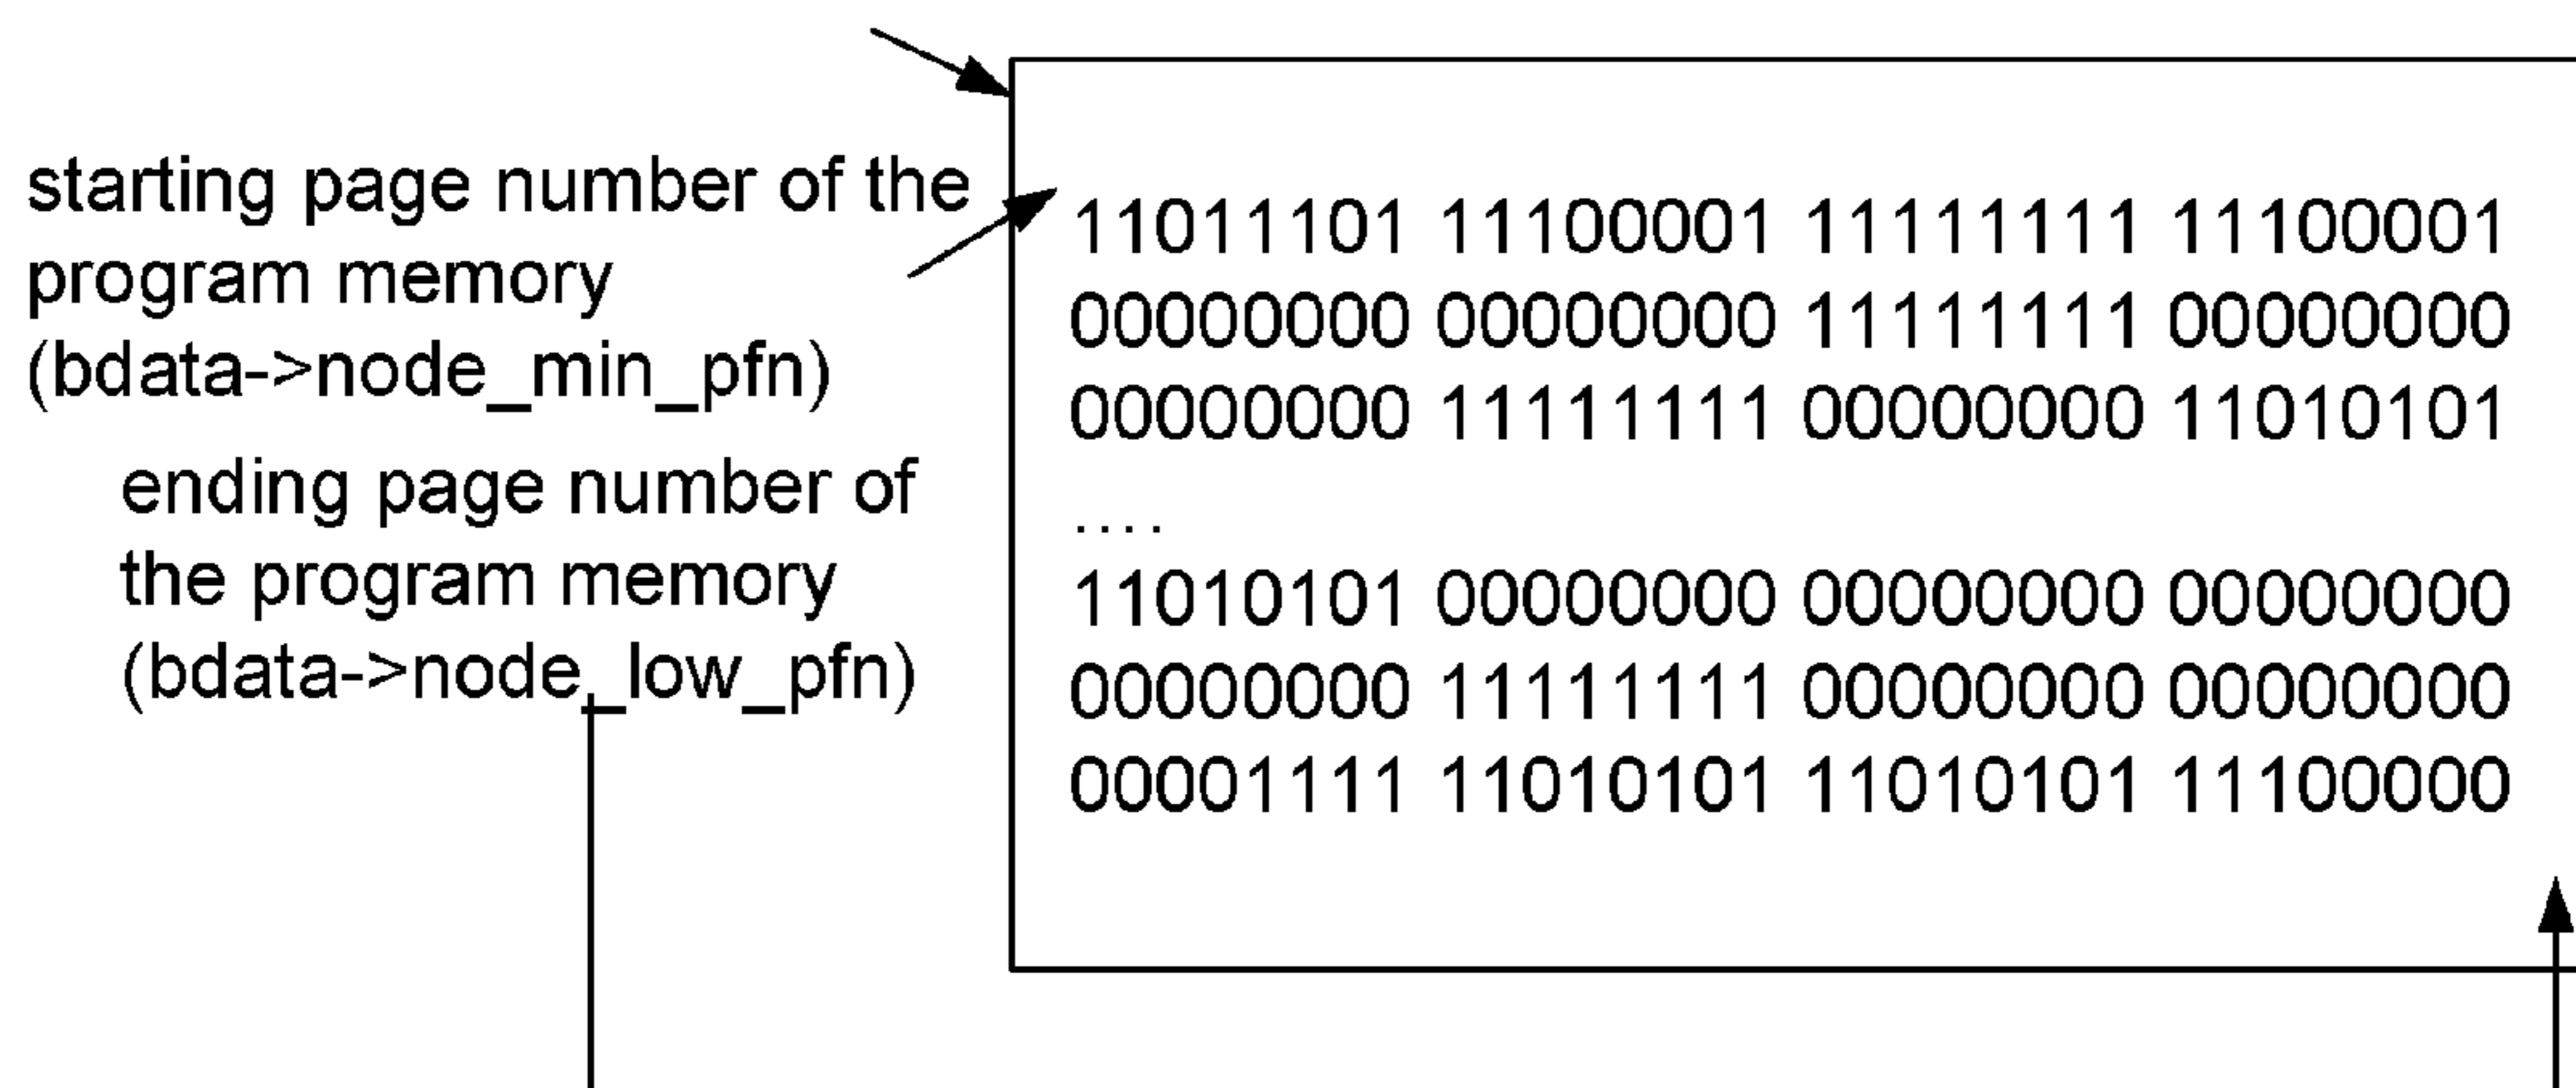 starting page number of the
program memory
(bdata->node_min_pfn)
ending page number of
the program memory
(bdata->node_low_pfn)
11011101 11100001 11111111 11100001
00000000 00000000 11111111 00000000
00000000 11111111 00000000 11010101
....
11010101 00000000 00000000 00000000
00000000 11111111 00000000 00000000
00001111 11010101 11010101 11100000